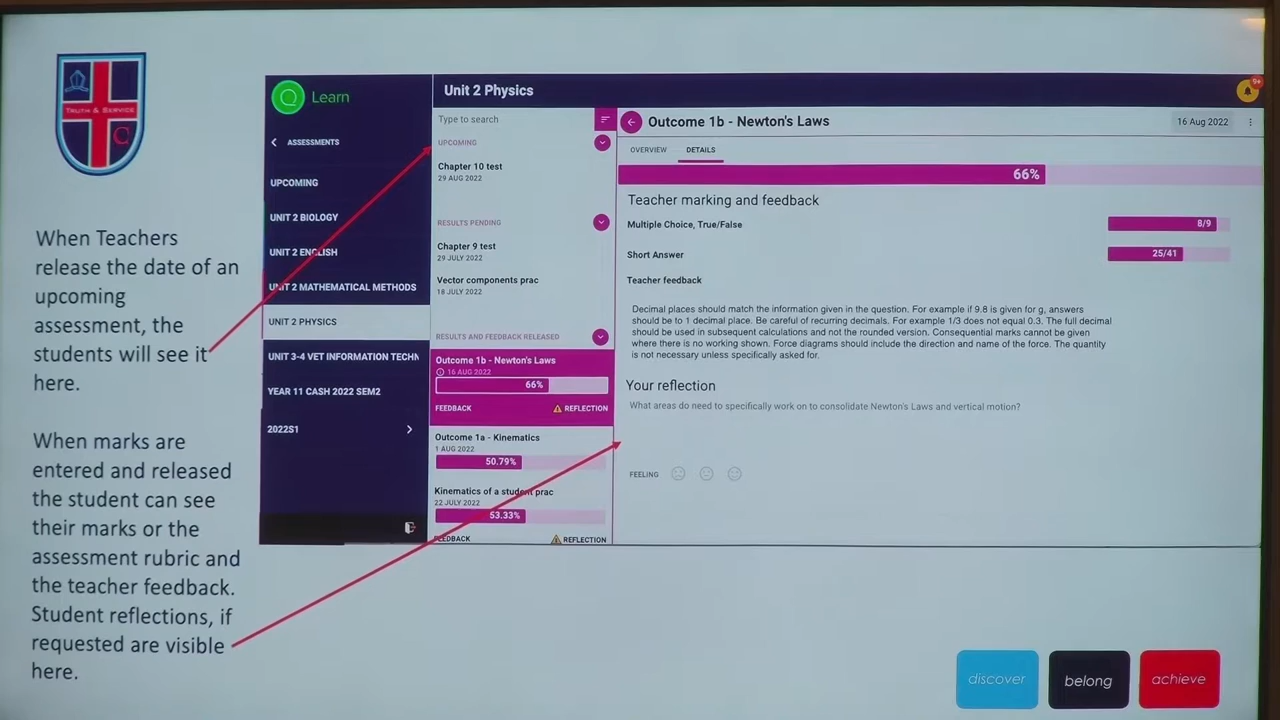 TRUTH & SERVICE
C
When Teachers
release the date of an
upcoming
assessment, the
students will see it
here.
When marks are
entered and released
the student can see
their marks or the
assessment rubric and
the teacher feedback.
Student reflections, if
requested are visible
here.
Learn
ASSESSMENTS
UPCOMING
UNIT 2 BIOLOGY
UNIT 2 ENGLISH
UNIT 2 MATHEMATICAL METHODS
UNIT 2 PHYSICS
UNIT 3-4 VET INFORMATION TECHN
YEAR 11 CASH 2022 SEM2
2022S1
Unit 2 Physics
9+
Type to search
UPCOMING
Chapter 10 test
29 AUG 2022
RESULTS PENDING
Chapter 9 test
29 JULY 2022
Vector components prac
18 JULY 2022
RESULTS AND FEEDBACK RELEASED
Outcome 1b - Newton's Laws
16 AUG 2022
66%
FEEDBACK REFLECTION
Outcome 1a - Kinematics
1 AUG 2022
50.79%
Kinematics of a student prac
22 JULY 2022
53.33%
FEEDBACK REFLECTION
Outcome 1b - Newton's Laws
16 Aug 2022
OVERVIEW DETAILS
66%
Teacher marking and feedback
Multiple Choice, True/False 8/9
Short Answer 25/41
Teacher feedback
Decimal places should match the information given in the question. For example if 9.8 is given for g, answers
should be to 1 decimal place. Be careful of recurring decimals. For example 1/3 does not equal 0.3. The full decimal
should be used in subsequent calculations and not the rounded version. Consequential marks cannot be given
where there is no working shown. Force diagrams should include the direction and name of the force. The quantity
is not necessary unless specifically asked for.
Your reflection
What areas do need to specifically work on to consolidate Newton's Laws and vertical motion?
FEELING
discover
belong
achieve